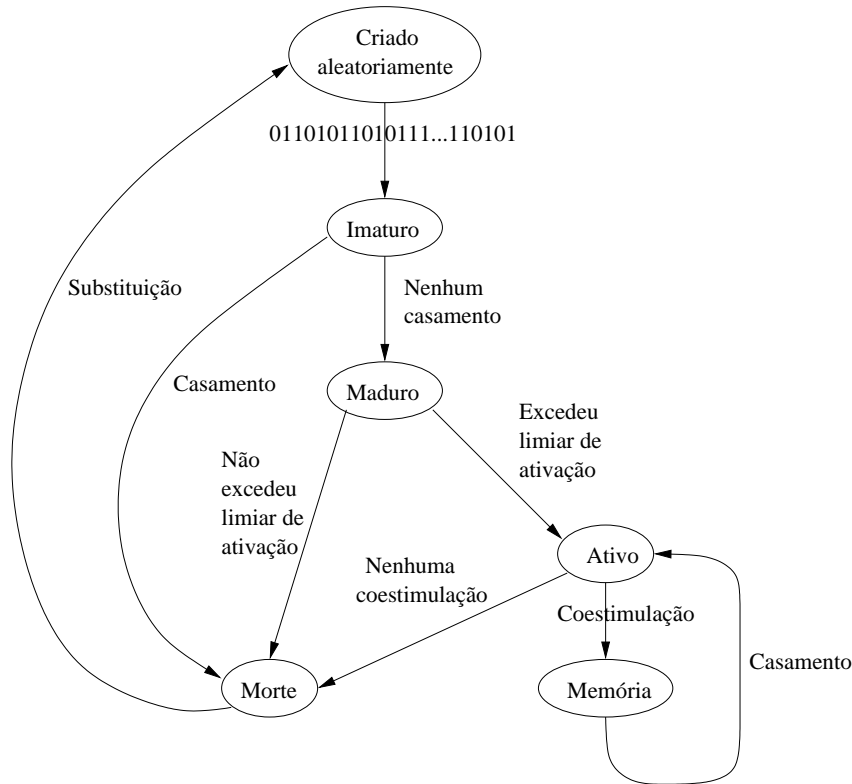 Criado
aleatoriamente
01101011010111...110101
Imaturo
Substituição
Nenhum
casamento
Casamento
Maduro
Excedeu
limiar de
ativação
Não
excedeu
limiar de
ativação
Ativo
Nenhuma
coestimulação
Coestimulação
Casamento
Morte
Memória